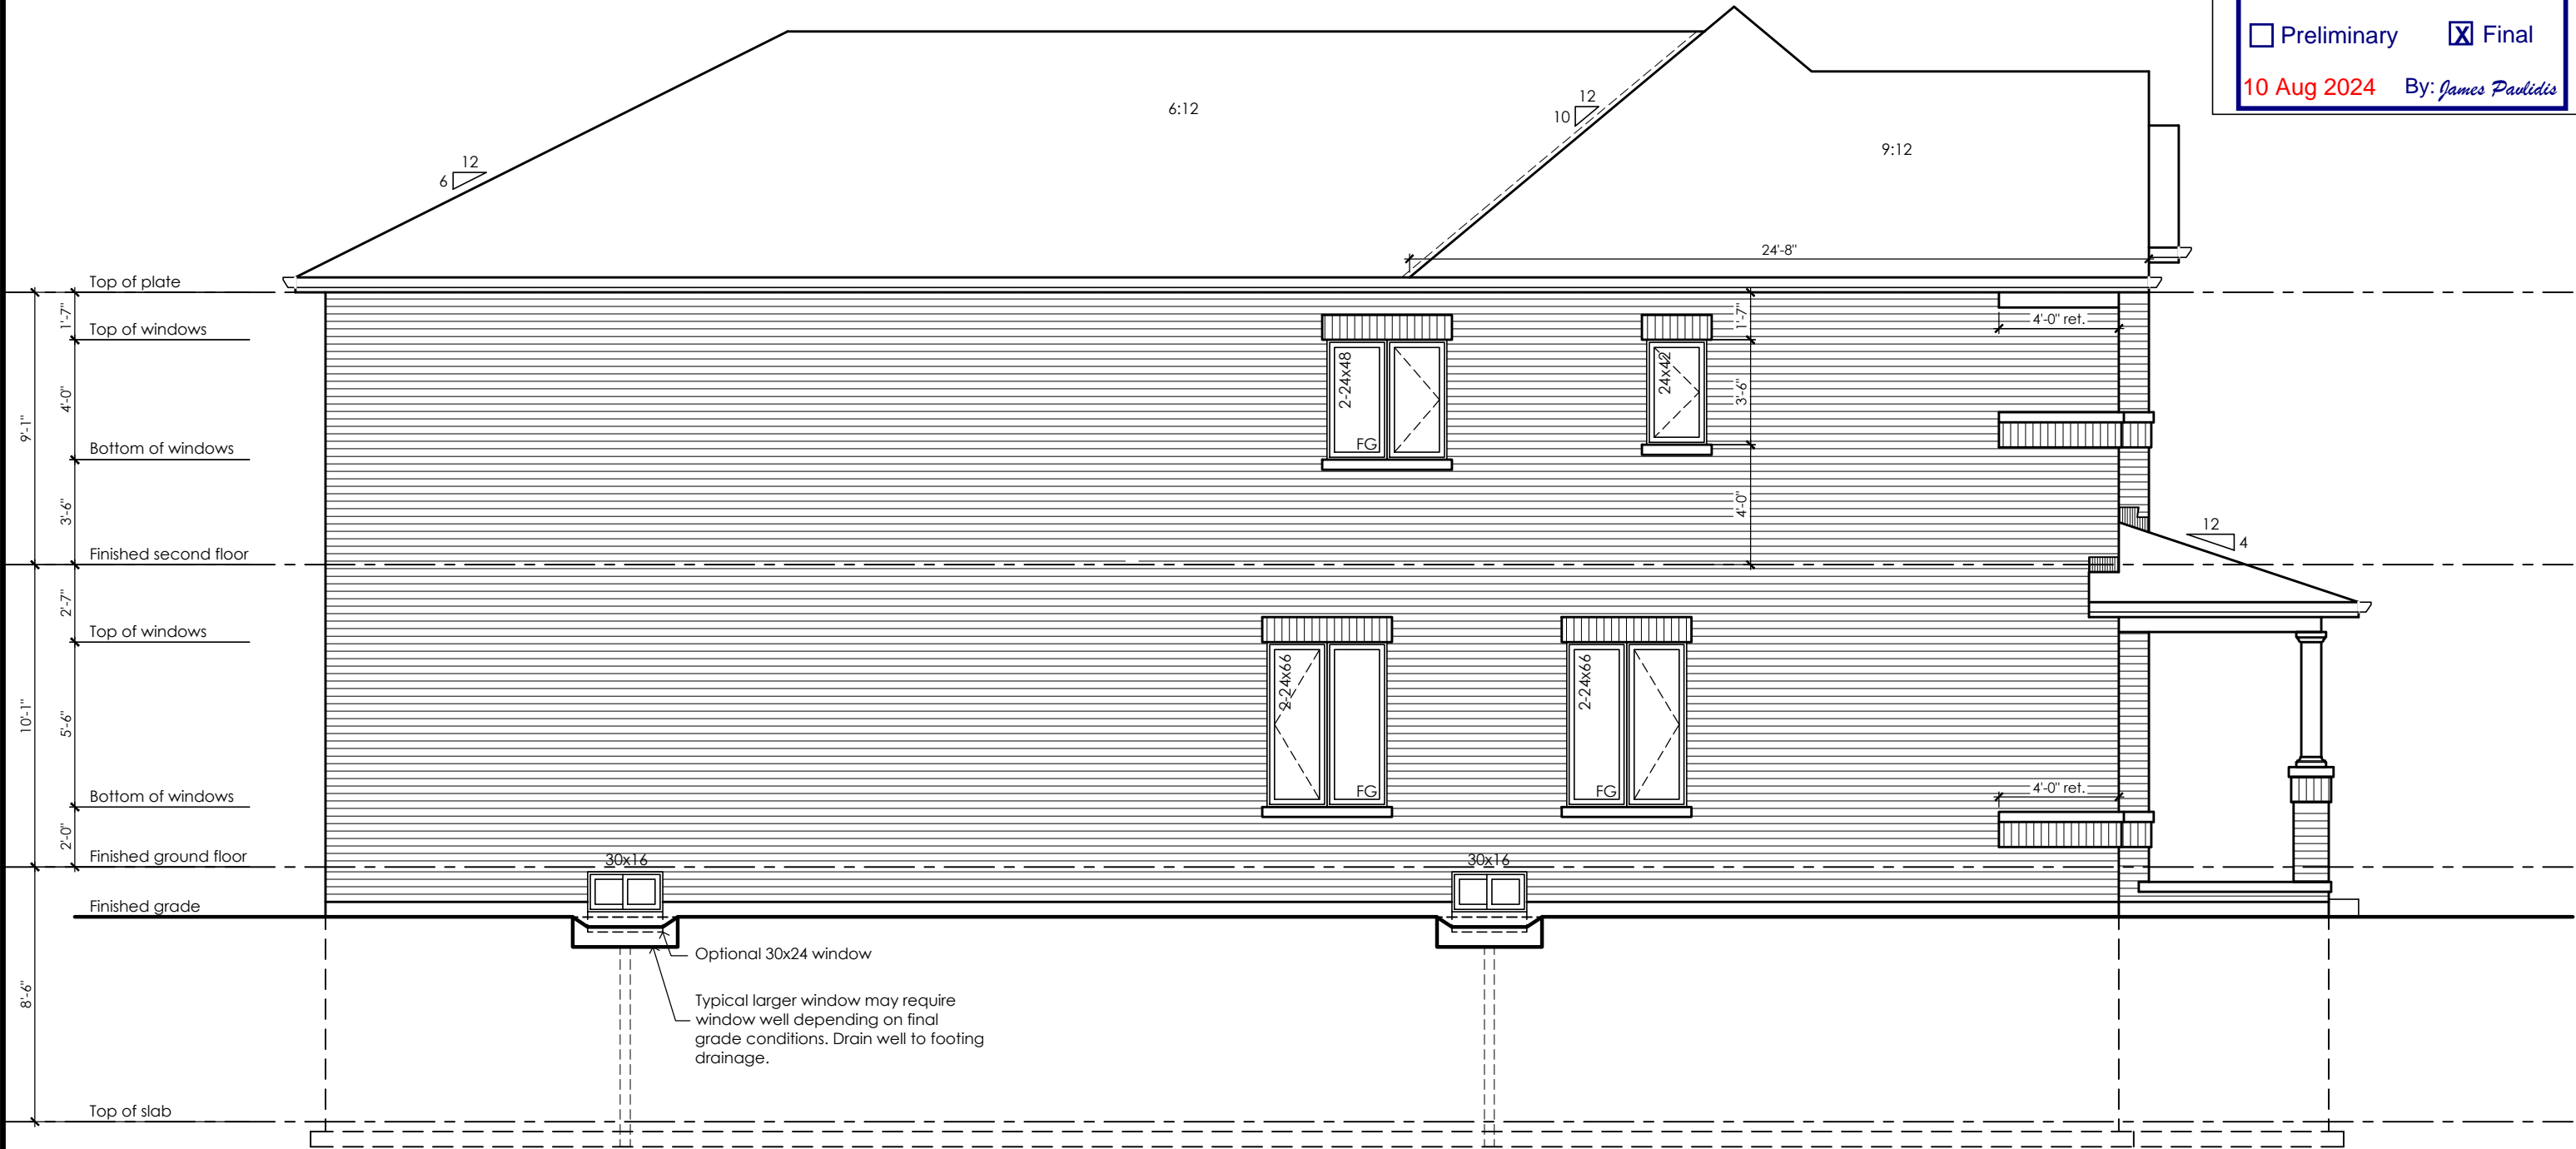 Preliminary
X Final
10 Aug 2024 By: James Pavlidis
12
10
6:12
9:12
12
6
24'-8"
Top of plate
1'-7"
Top of windows
4'-0"
9'-1"
Bottom of windows
3'-6"
Finished second floor
2'-7"
Top of windows
10'-1"
5'-6"
Bottom of windows
2'-0"
Finished ground floor
Finished grade
8'-6"
Top of slab
2-24x48
FG
24x42
1'-7"
3'-6"
4'-0"
4'-0" ret.
12
4
2-24x66
FG
2-24x66
FG
4'-0" ret.
30x16
30x16
Optional 30x24 window
Typical larger window may require
window well depending on final
grade conditions. Drain well to footing
drainage.